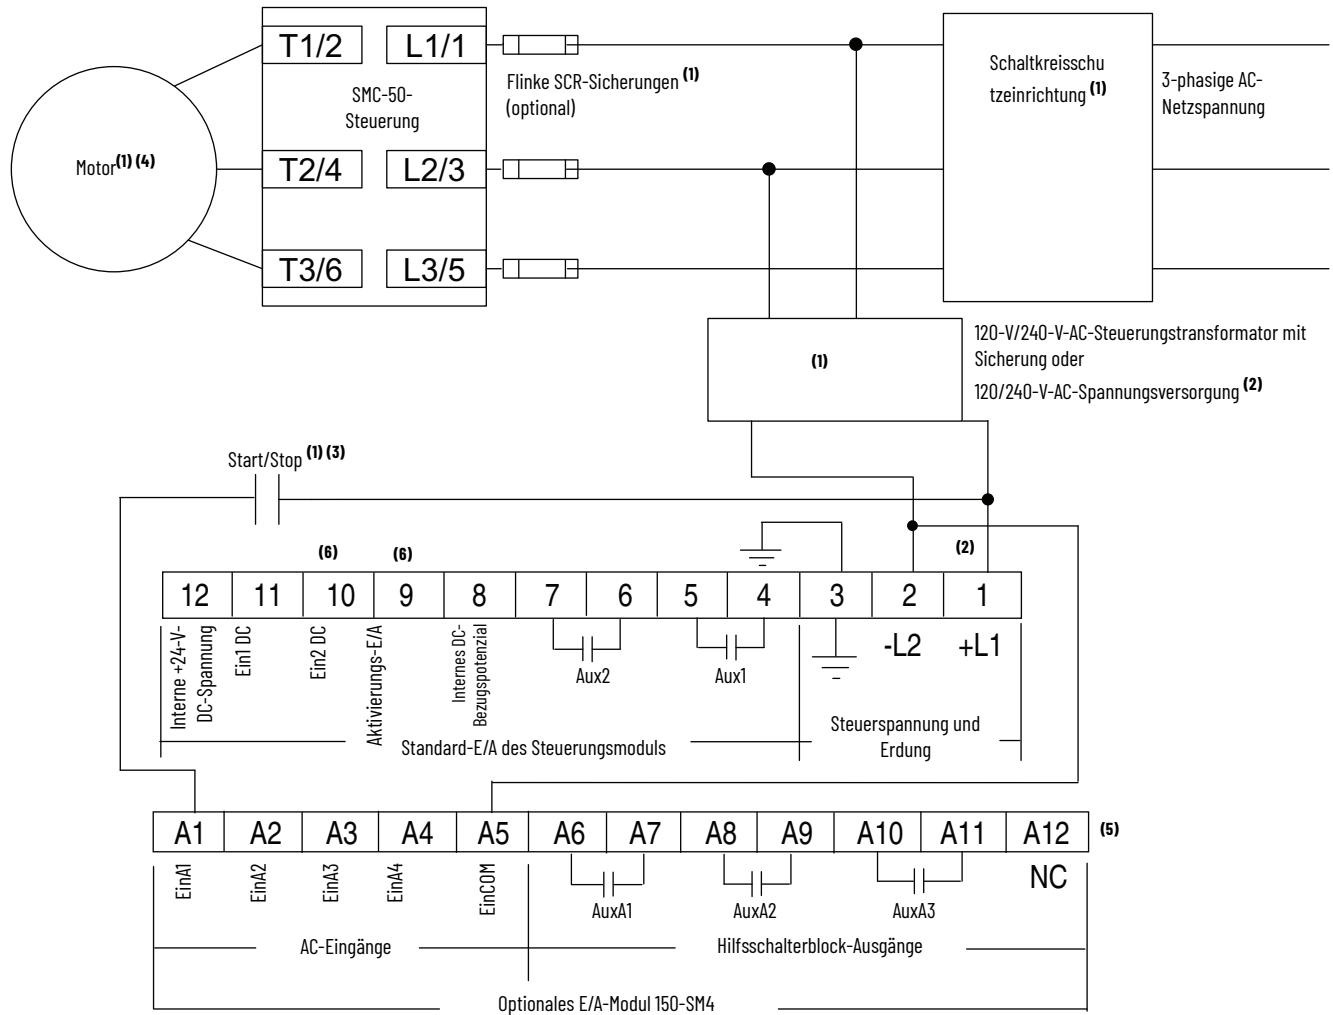 T1/2
L1/1
SMC-50-
Steuerung
T2/4
L2/3
T3/6
L3/5
Motor(1) (4)
Flinke SCR-Sicherungen (1)
(optional)
Schaltkreisschu
tzeinrichtung (1)
3-phasige AC-
Netzspannung
(1)
120-V/240-V-AC-Steuerungstransformator mit
Sicherung oder
120/240-V-AC-Spannungsversorgung (2)
Start/Stop (1) (3)
(6)
(6)
(2)
12
11
10
9
8
7
6
5
4
3
2
1
Interne +24-V-
DC-Spannung
Ein1 DC
Ein2 DC
Aktivierungs-E/A
Internes DC-
Bezugspotenzial
Aux2
Aux1
-L2
+L1
Standard-E/A des Steuerungsmoduls
Steuerspannung und
Erdung
A1
A2
A3
A4
A5
A6
A7
A8
A9
A10
A11
A12
(5)
EinA1
EinA2
EinA3
EinA4
EinCOM
AuxA1
AuxA2
AuxA3
NC
AC-Eingänge
Hilfsschalterblock-Ausgänge
Optionales E/A-Modul 150-SM4